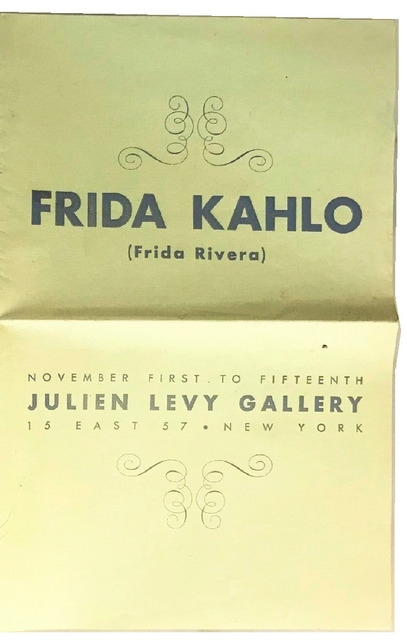 FRIDA KAHLO
(Frida Rivera)
NOVEMBER FIRST TO FIFTEENTH
JULIEN LEVY GALLERY
15 EAST 57 • NEW YORK